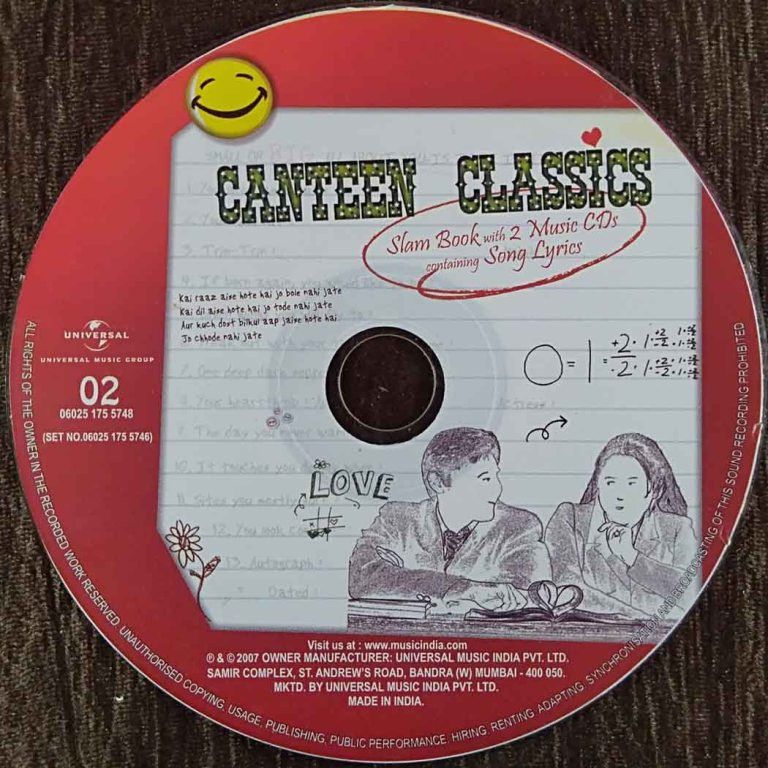 CANTEEN CLASSICS
Slam Book with 2 Music CDs
containing Song Lyrics
Kai raaz aise hote hai jo bole nahi jate
Kai dil aise hote hai jo tode nahi jate
Aur kuch dost bilkul aap jaise hote hai
Jo chhode nahi jate
UNIVERSAL
UNIVERSAL MUSIC GROUP
02
06025 175 5748
(SET NO.06025 175 5746)
LOVE
12. You look
13. Autograph :
Dated :
Visit us at : www.musicindia.com
℗ & © 2007 OWNER MANUFACTURER: UNIVERSAL MUSIC INDIA PVT. LTD.
SAMIR COMPLEX, ST. ANDREW'S ROAD, BANDRA (W) MUMBAI - 400 050.
MKTD. BY UNIVERSAL MUSIC INDIA PVT. LTD.
MADE IN INDIA.
ALL RIGHTS OF THE OWNER IN THE RECORDED WORK RESERVED. UNAUTHORISED COPYING, USAGE, PUBLISHING, PUBLIC PERFORMANCE, HIRING, RENTING, ADAPTING, SYNCHRONISATION AND BROADCASTING OF THIS SOUND RECORDING PROHIBITED